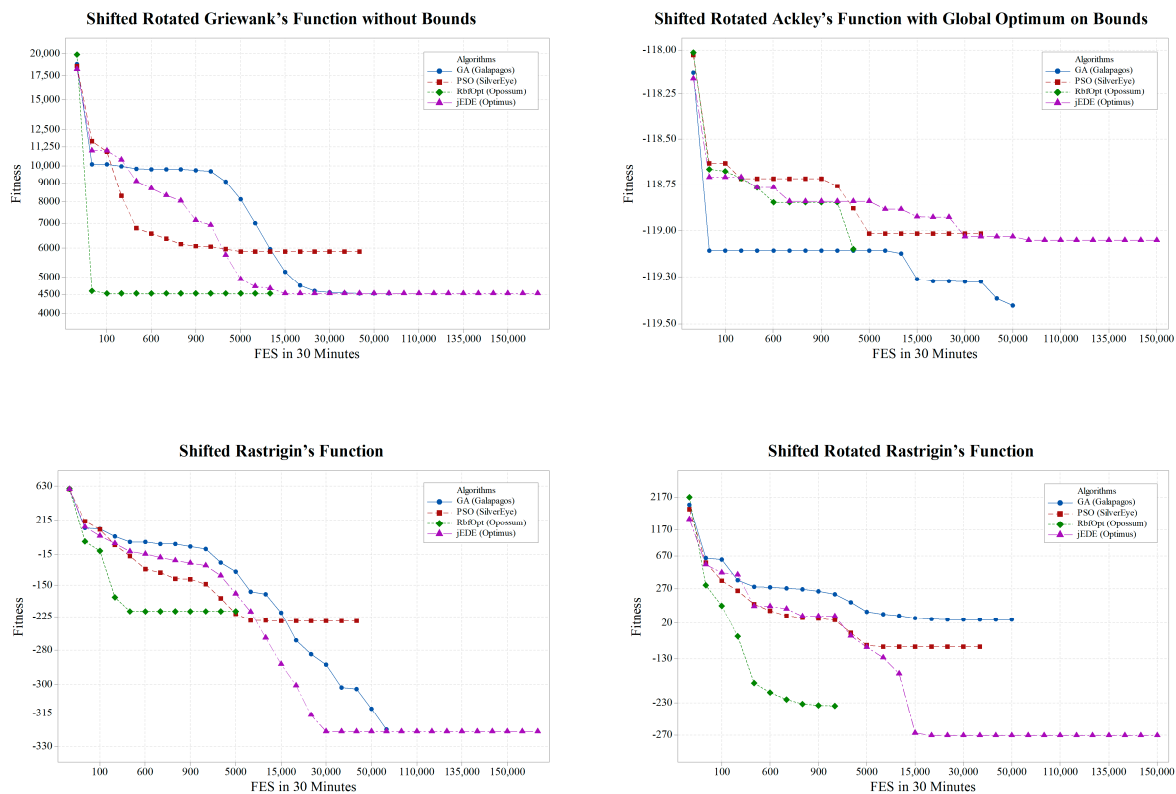 Shifted Rotated Griewank's Function without Bounds
20,000
17,500
15,000
12,500
11,250
10,000
9000
8000
7000
6000
5000
4500
4000
Fitness
Algorithms
GA (Galapagos)
PSO (SilverEye)
RbfOpt (Opossum)
jEDE (Optimus)
100 600 900 5000 15,000 30,000 50,000 110,000 135,000 150,000
FES in 30 Minutes
Shifted Rotated Ackley's Function with Global Optimum on Bounds
-118.00
-118.25
-118.50
-118.75
-119.00
-119.30
-119.50
Fitness
Algorithms
GA (Galapagos)
PSO (SilverEye)
RbfOpt (Opossum)
jEDE (Optimus)
100 600 900 5000 15,000 30,000 50,000 110,000 135,000 150,000
FES in 30 Minutes
Shifted Rastrigin's Function
630
215
-15
-150
-225
-280
-300
-315
-330
Fitness
Algorithms
GA (Galapagos)
PSO (SilverEye)
RbfOpt (Opossum)
jEDE (Optimus)
100 600 900 5000 15,000 30,000 50,000 110,000 135,000 150,000
FES in 30 Minutes
Shifted Rotated Rastrigin's Function
2170
1170
670
270
20
-130
-230
-270
Fitness
Algorithms
GA (Galapagos)
PSO (SilverEye)
RbfOpt (Opossum)
jEDE (Optimus)
100 600 900 5000 15,000 30,000 50,000 110,000 135,000 150,000
FES in 30 Minutes